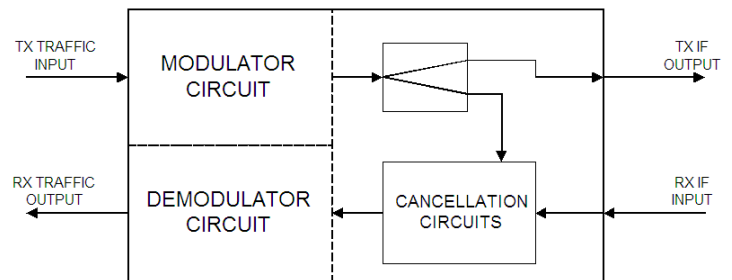 TX TRAFFIC
INPUT
MODULATOR
CIRCUIT
TX IF
OUTPUT
RX TRAFFIC
OUTPUT
DEMODULATOR
CIRCUIT
CANCELLATION
CIRCUITS
RX IF
INPUT